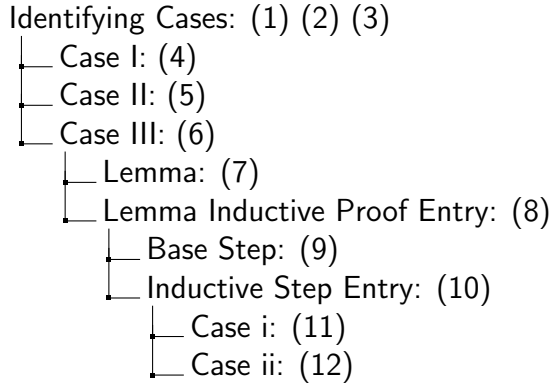 Identifying Cases: (1) (2) (3)
Case I: (4)
Case II: (5)
Case III: (6)
Lemma: (7)
Lemma Inductive Proof Entry: (8)
Base Step: (9)
Inductive Step Entry: (10)
Case i: (11)
Case ii: (12)